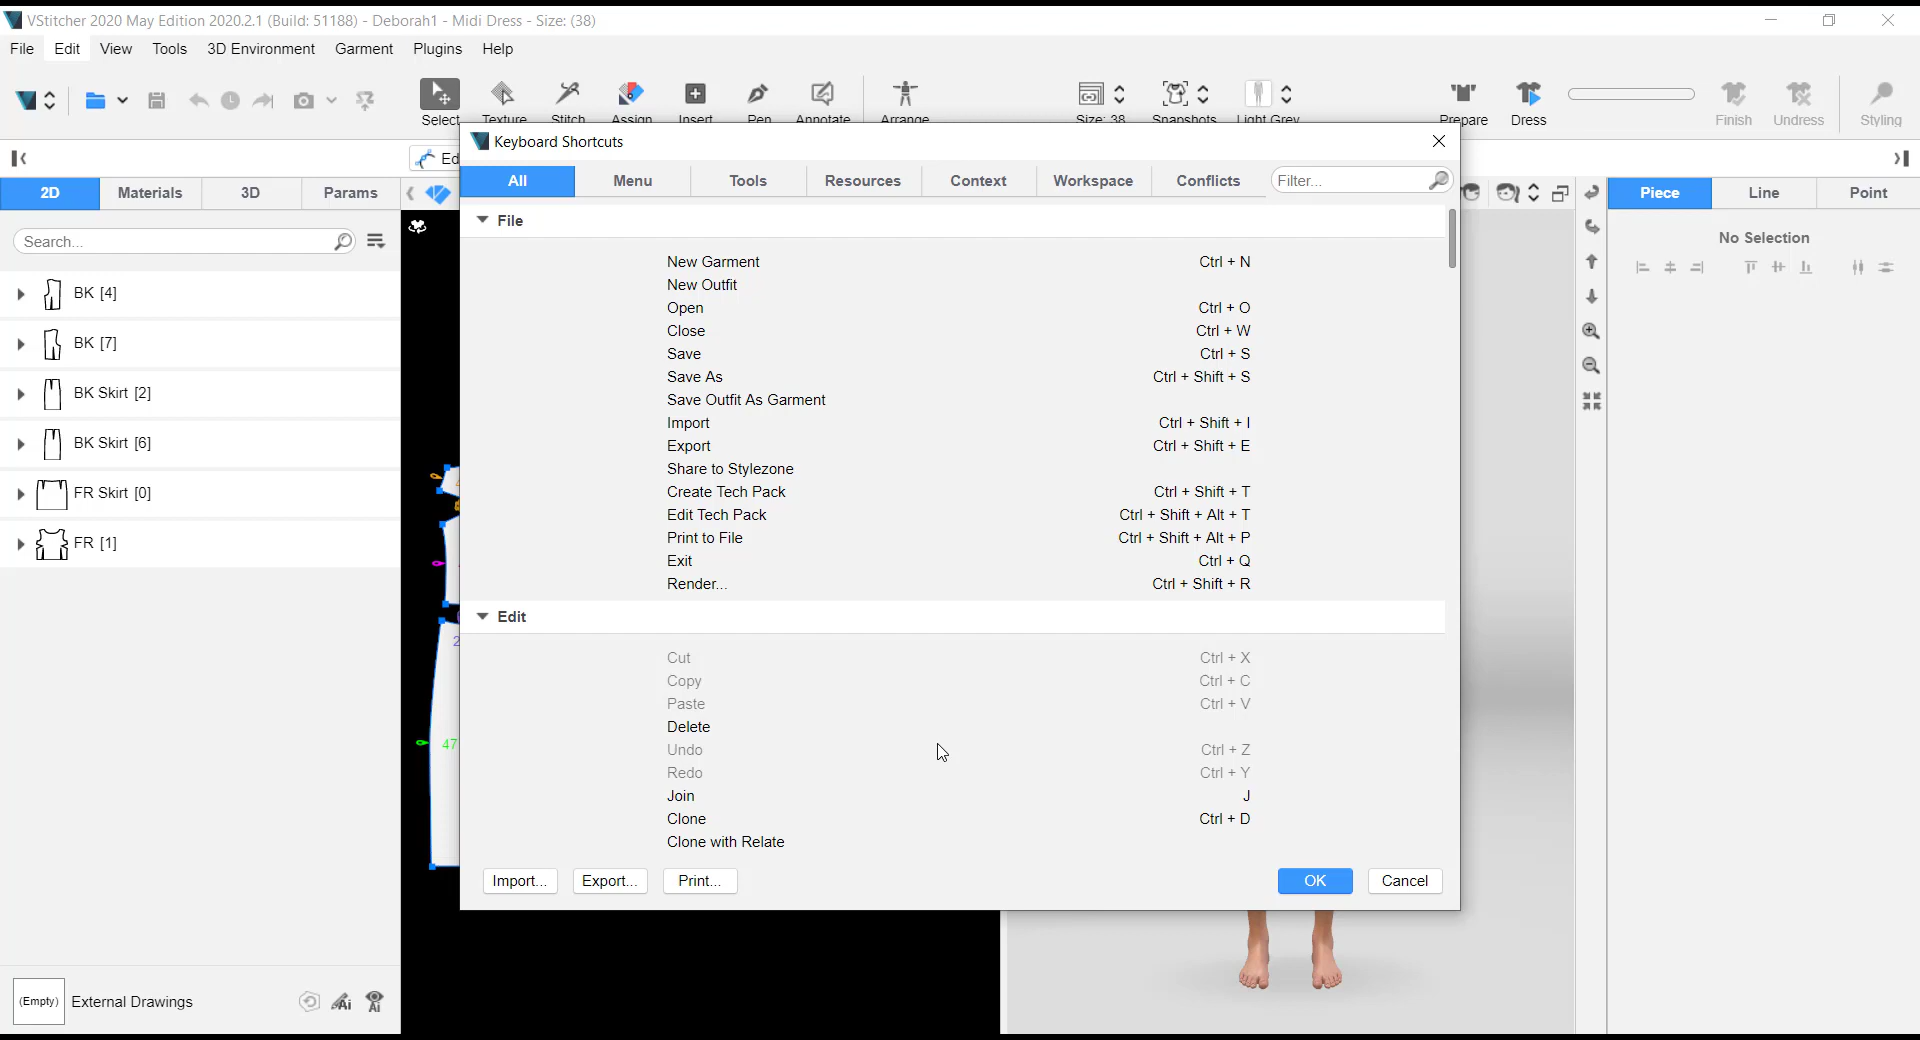 VStitcher 2020 May Edition 2020.2.1 (Build: 51188) - Deborah1 - Midi Dress - Size: (38)
File Edit View Tools 3D Environment Garment Plugins Help
Select Texture Stitch Assign Insert Pen Annotate Arrange Size: 38 Snapshots Light Grey Prepare Dress Finish Undress Styling
Keyboard Shortcuts
Ed
All Menu Tools Resources Context Workspace Conflicts Filter...
2D Materials 3D Params
Piece Line Point
Search...
No Selection
BK [4]
BK [7]
BK Skirt [2]
BK Skirt [6]
FR Skirt [0]
FR [1]
(Empty) External Drawings
Ai
Ai
2
47
File
New Garment Ctrl + N
New Outfit
Open Ctrl + O
Close Ctrl + W
Save Ctrl + S
Save As Ctrl + Shift + S
Save Outfit As Garment
Import Ctrl + Shift + I
Export Ctrl + Shift + E
Share to Stylezone
Create Tech Pack Ctrl + Shift + T
Edit Tech Pack Ctrl + Shift + Alt + T
Print to File Ctrl + Shift + Alt + P
Exit Ctrl + Q
Render... Ctrl + Shift + R
Edit
Cut Ctrl + X
Copy Ctrl + C
Paste Ctrl + V
Delete
Undo Ctrl + Z
Redo Ctrl + Y
Join J
Clone Ctrl + D
Clone with Relate
Import... Export... Print... OK Cancel